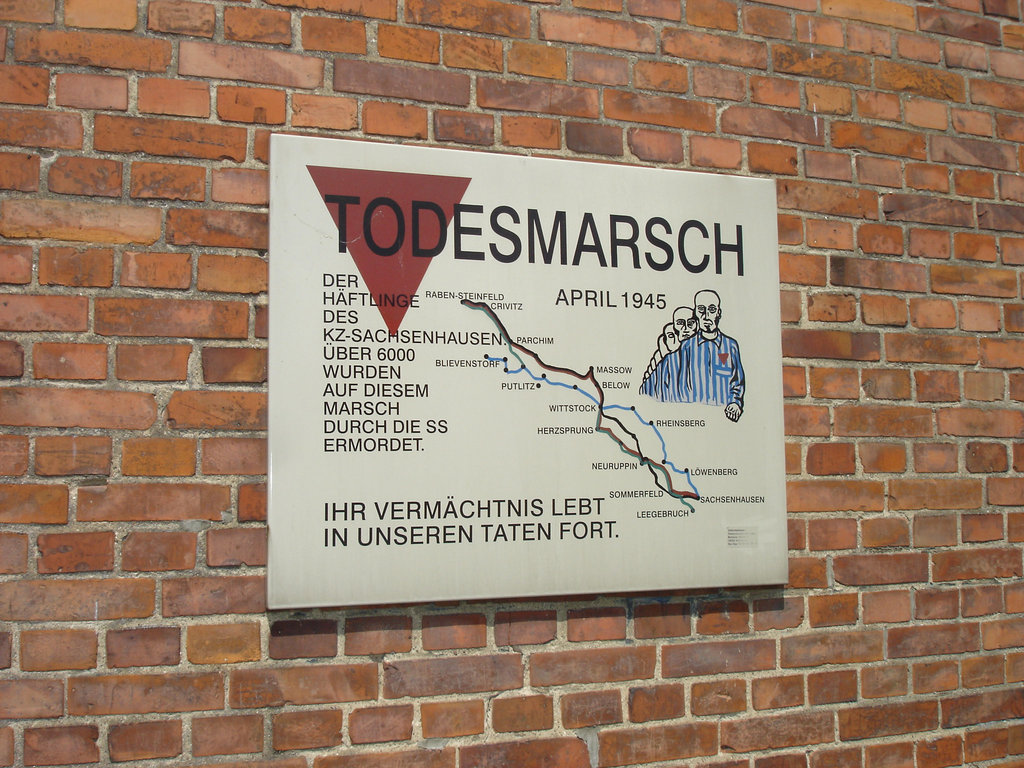 TODESMARSCH
DER
HÄFTLINGE
DES
KZ-SACHSENHAUSEN.
ÜBER 6000
WURDEN
AUF DIESEM
MARSCH
DURCH DIE SS
ERMORDET.
APRIL 1945
RABEN-STEINFELD
CRIVITZ
PARCHIM
BLIEVENSTORF
PUTLITZ
MASSOW
BELOW
WITTSTOCK
RHEINSBERG
HERZSPRUNG
NEURUPPIN
LÖWENBERG
SOMMERFELD
SACHSENHAUSEN
LEEGEBRUCH
IHR VERMÄCHTNIS LEBT
IN UNSEREN TATEN FORT.